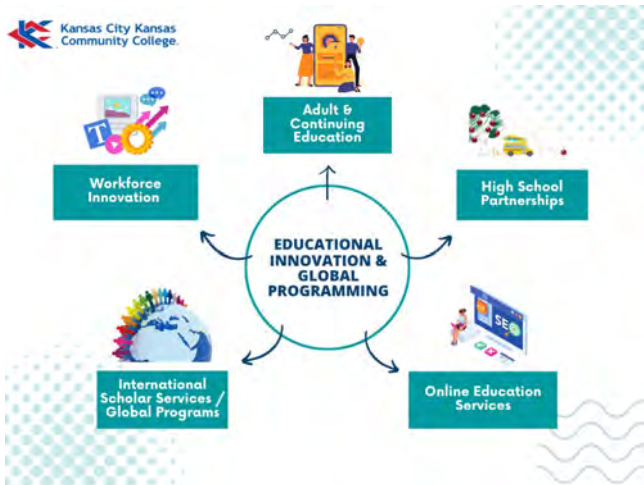 Kansas City Kansas
Community College.
Adult &
Continuing
Education
Workforce
Innovation
High School
Partnerships
EDUCATIONAL
INNOVATION &
GLOBAL
PROGRAMMING
T
SEO
International
Scholar Services /
Global Programs
Online Education
Services